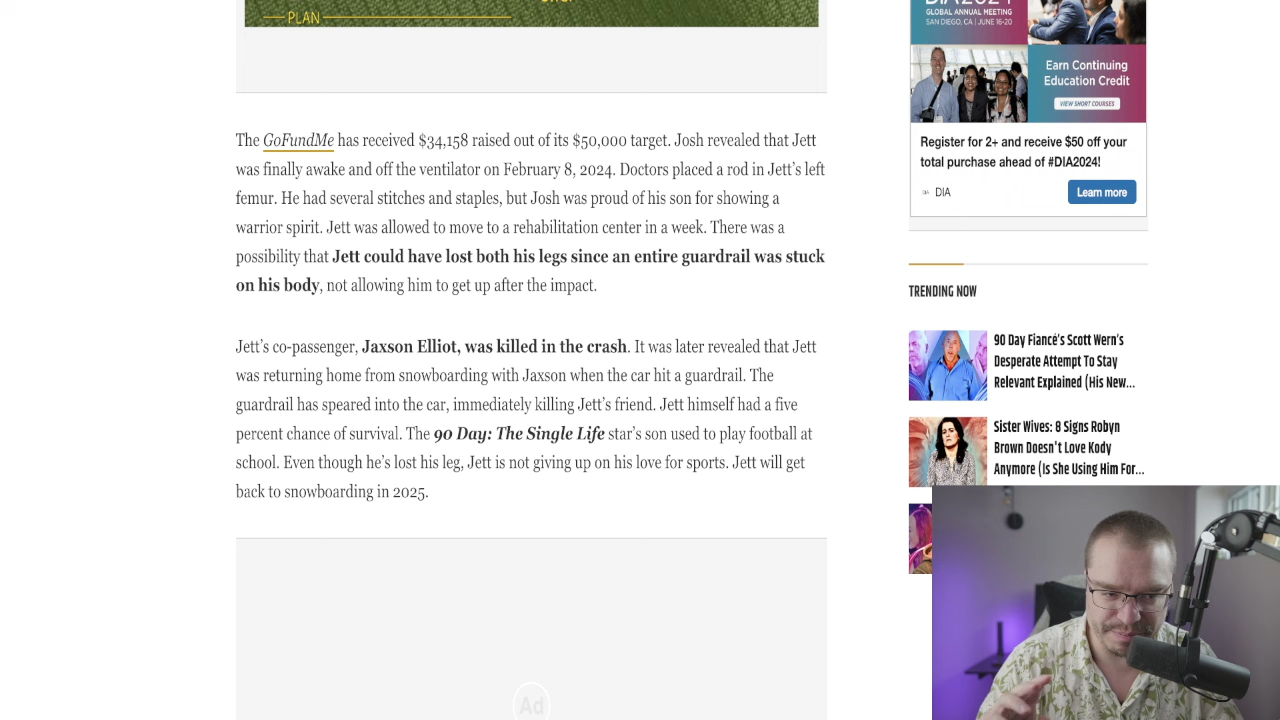 PLAN
The GoFundMe has received $34,158 raised out of its $50,000 target. Josh revealed that Jett
was finally awake and off the ventilator on February 8, 2024. Doctors placed a rod in Jett’s left
femur. He had several stitches and staples, but Josh was proud of his son for showing a
warrior spirit. Jett was allowed to move to a rehabilitation center in a week. There was a
possibility that Jett could have lost both his legs since an entire guardrail was stuck
on his body, not allowing him to get up after the impact.
Jett’s co-passenger, Jaxson Elliot, was killed in the crash. It was later revealed that Jett
was returning home from snowboarding with Jaxson when the car hit a guardrail. The
guardrail has speared into the car, immediately killing Jett’s friend. Jett himself had a five
percent chance of survival. The 90 Day: The Single Life star’s son used to play football at
school. Even though he’s lost his leg, Jett is not giving up on his love for sports. Jett will get
back to snowboarding in 2025.
Ad
DIA2024
GLOBAL ANNUAL MEETING
SAN DIEGO, CA | JUNE 16-20
Earn Continuing
Education Credit
VIEW SHORT COURSES
Register for 2+ and receive $50 off your
total purchase ahead of #DIA2024!
DIA
Learn more
TRENDING NOW
90 Day Fiancé’s Scott Wern’s
Desperate Attempt To Stay
Relevant Explained (His New...
Sister Wives: 8 Signs Robyn
Brown Doesn't Love Kody
Anymore (Is She Using Him For...